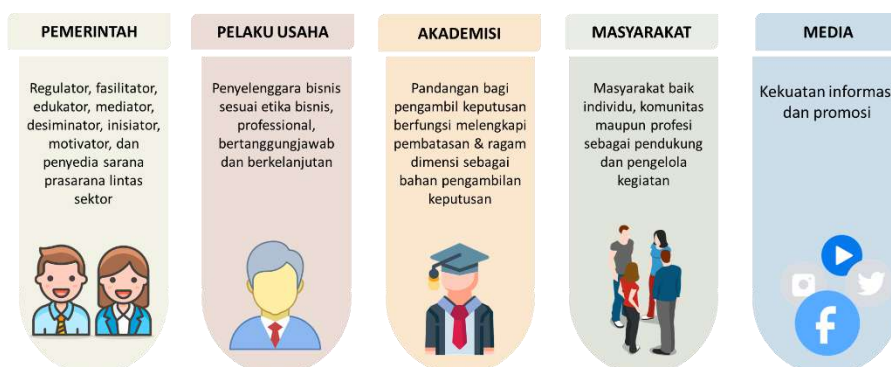 PEMERINTAH
Regulator, fasilitator,
edukator, mediator,
desiminator, inisiator,
motivator, dan
penyedia sarana
prasarana lintas
sektor
PELAKU USAHA
Penyelenggara bisnis
sesuai etika bisnis,
professional,
bertanggungjawab
dan berkelanjutan
AKADEMISI
Pandangan bagi
pengambil keputusan
berfungsi melengkapi
pembatasan & ragam
dimensi sebagai
bahan pengambilan
keputusan
MASYARAKAT
Masyarakat baik
individu, komunitas
maupun profesi
sebagai pendukung
dan pengelola
kegiatan
MEDIA
Kekuatan informas
dan promosi